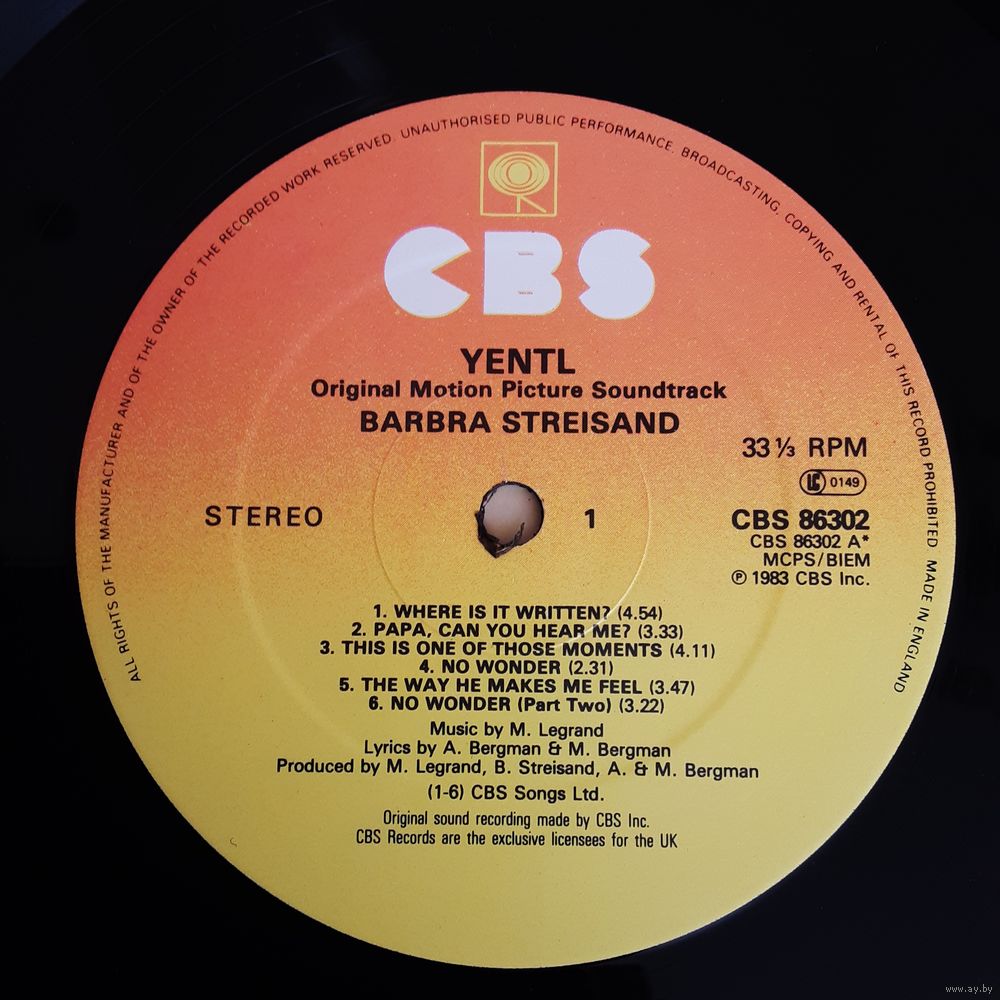 ALL RIGHTS OF THE MANUFACTURER AND OF THE OWNER OF THE RECORDED WORK RESERVED. UNAUTHORISED PUBLIC PERFORMANCE, BROADCASTING, COPYING AND RENTAL OF THIS RECORD PROHIBITED MADE IN ENGLAND
CBS
YENTL
Original Motion Picture Soundtrack
BARBRA STREISAND
33⅓ RPM
LC 0149
STEREO
1
CBS 86302
CBS 86302 A*
MCPS/BIEM
℗ 1983 CBS Inc.
1. WHERE IS IT WRITTEN? (4.54)
2. PAPA, CAN YOU HEAR ME? (3.33)
3. THIS IS ONE OF THOSE MOMENTS (4.11)
4. NO WONDER (2.31)
5. THE WAY HE MAKES ME FEEL (3.47)
6. NO WONDER (Part Two) (3.22)
Music by M. Legrand
Lyrics by A. Bergman & M. Bergman
Produced by M. Legrand, B. Streisand, A. & M. Bergman
(1-6) CBS Songs Ltd.
Original sound recording made by CBS Inc.
CBS Records are the exclusive licensees for the UK
www.ay.by